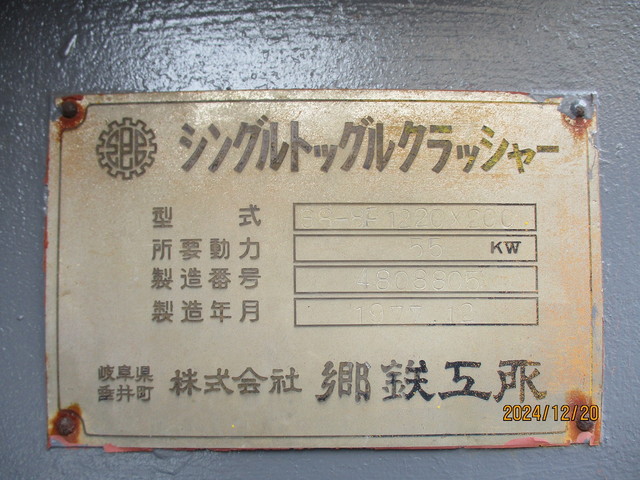 シングルトッグルクラッシャー
型式
所要動力 55 KW
製造番号
製造年月
岐阜県垂井町 株式会社 郷鉄工所
2024/12/20